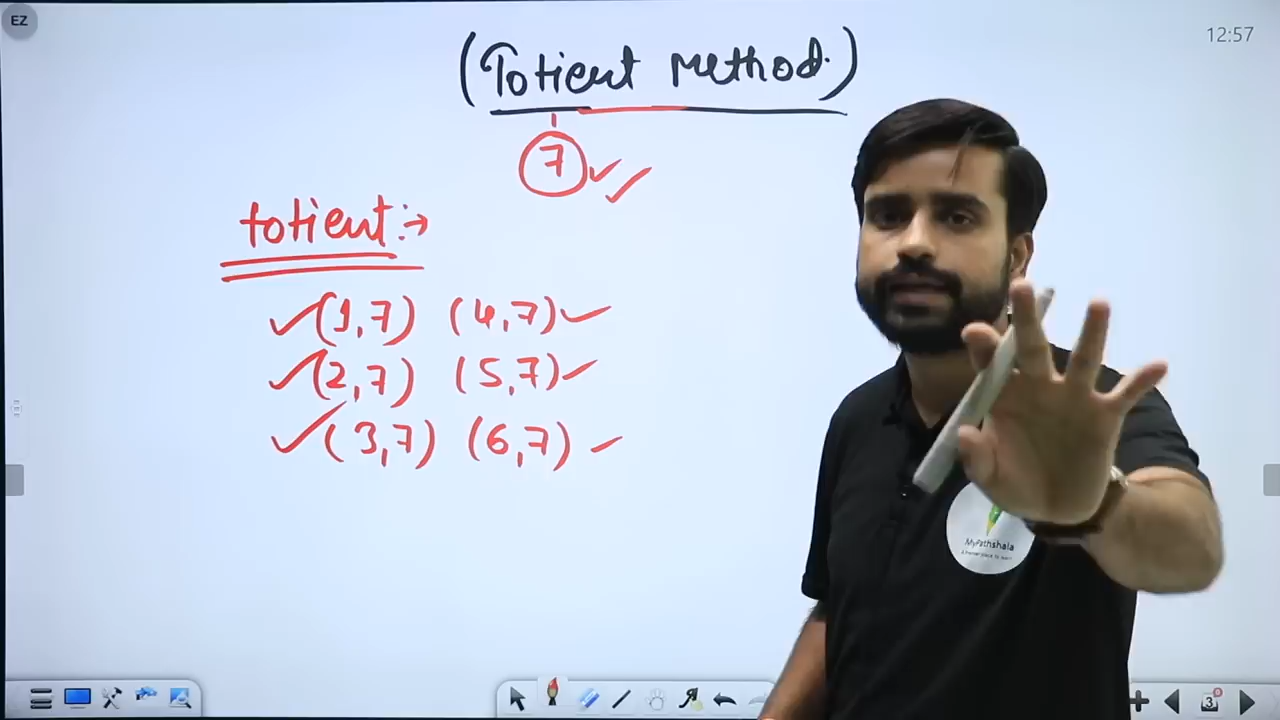 EZ
12:57
(Totient Method.)
7
totient :→
(1,7) (4,7)
(2,7) (5,7)
(3,7) (6,7)
MyPathshala
3